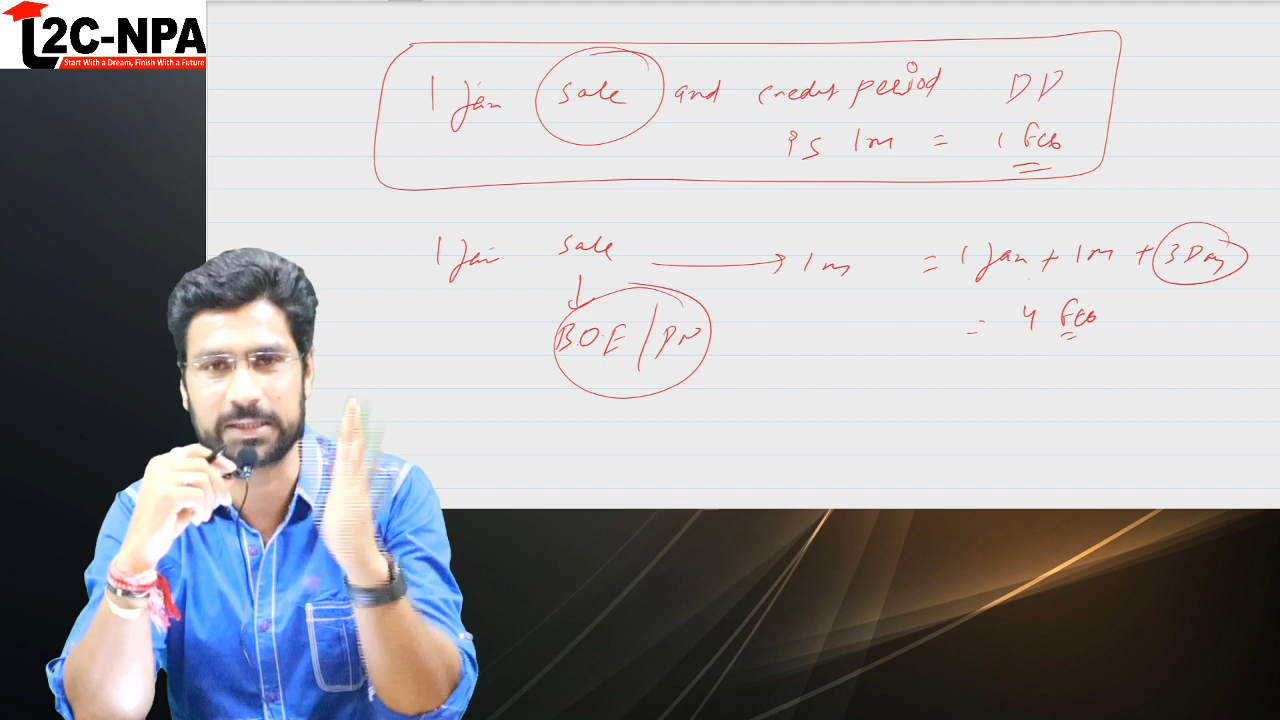 L2C-NPA
Start With a Dream, Finish With a Future
1 Jan Sale and credit period DD
is 1m = 1 Feb
1 Jan Sale → 1m = 1 Jan + 1m + 3 Day
↓
BOE / PN = 4 Feb